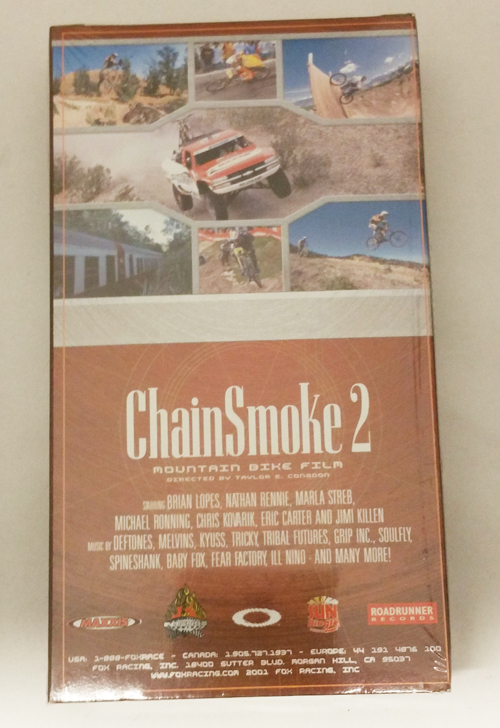 ChainSmoke 2
MOUNTAIN BIKE FILM
DIRECTED BY TAYLOR E. CONGDON
STARRING BRIAN LOPES, NATHAN RENNIE, MARLA STREB,
MICHAEL RONNING, CHRIS KOVARIK, ERIC CARTER AND JIMI KILLEN
MUSIC BY DEFTONES, MELVINS, KYUSS, TRICKY, TRIBAL FUTURES, GRIP INC., SOULFLY,
SPINESHANK, BABY FOX, FEAR FACTORY, ILL NINO - AND MANY MORE!
MAXXIS
ROADRUNNER
RECORDS
USA: 1-888-FOXRACE - CANADA: 1.905.727.1937 - EUROPE: 44 191 4876 100
FOX RACING, INC. 18400 SUTTER BLVD. MORGAN HILL, CA 95037
WWW.FOXRACING.COM 2001 FOX RACING, INC